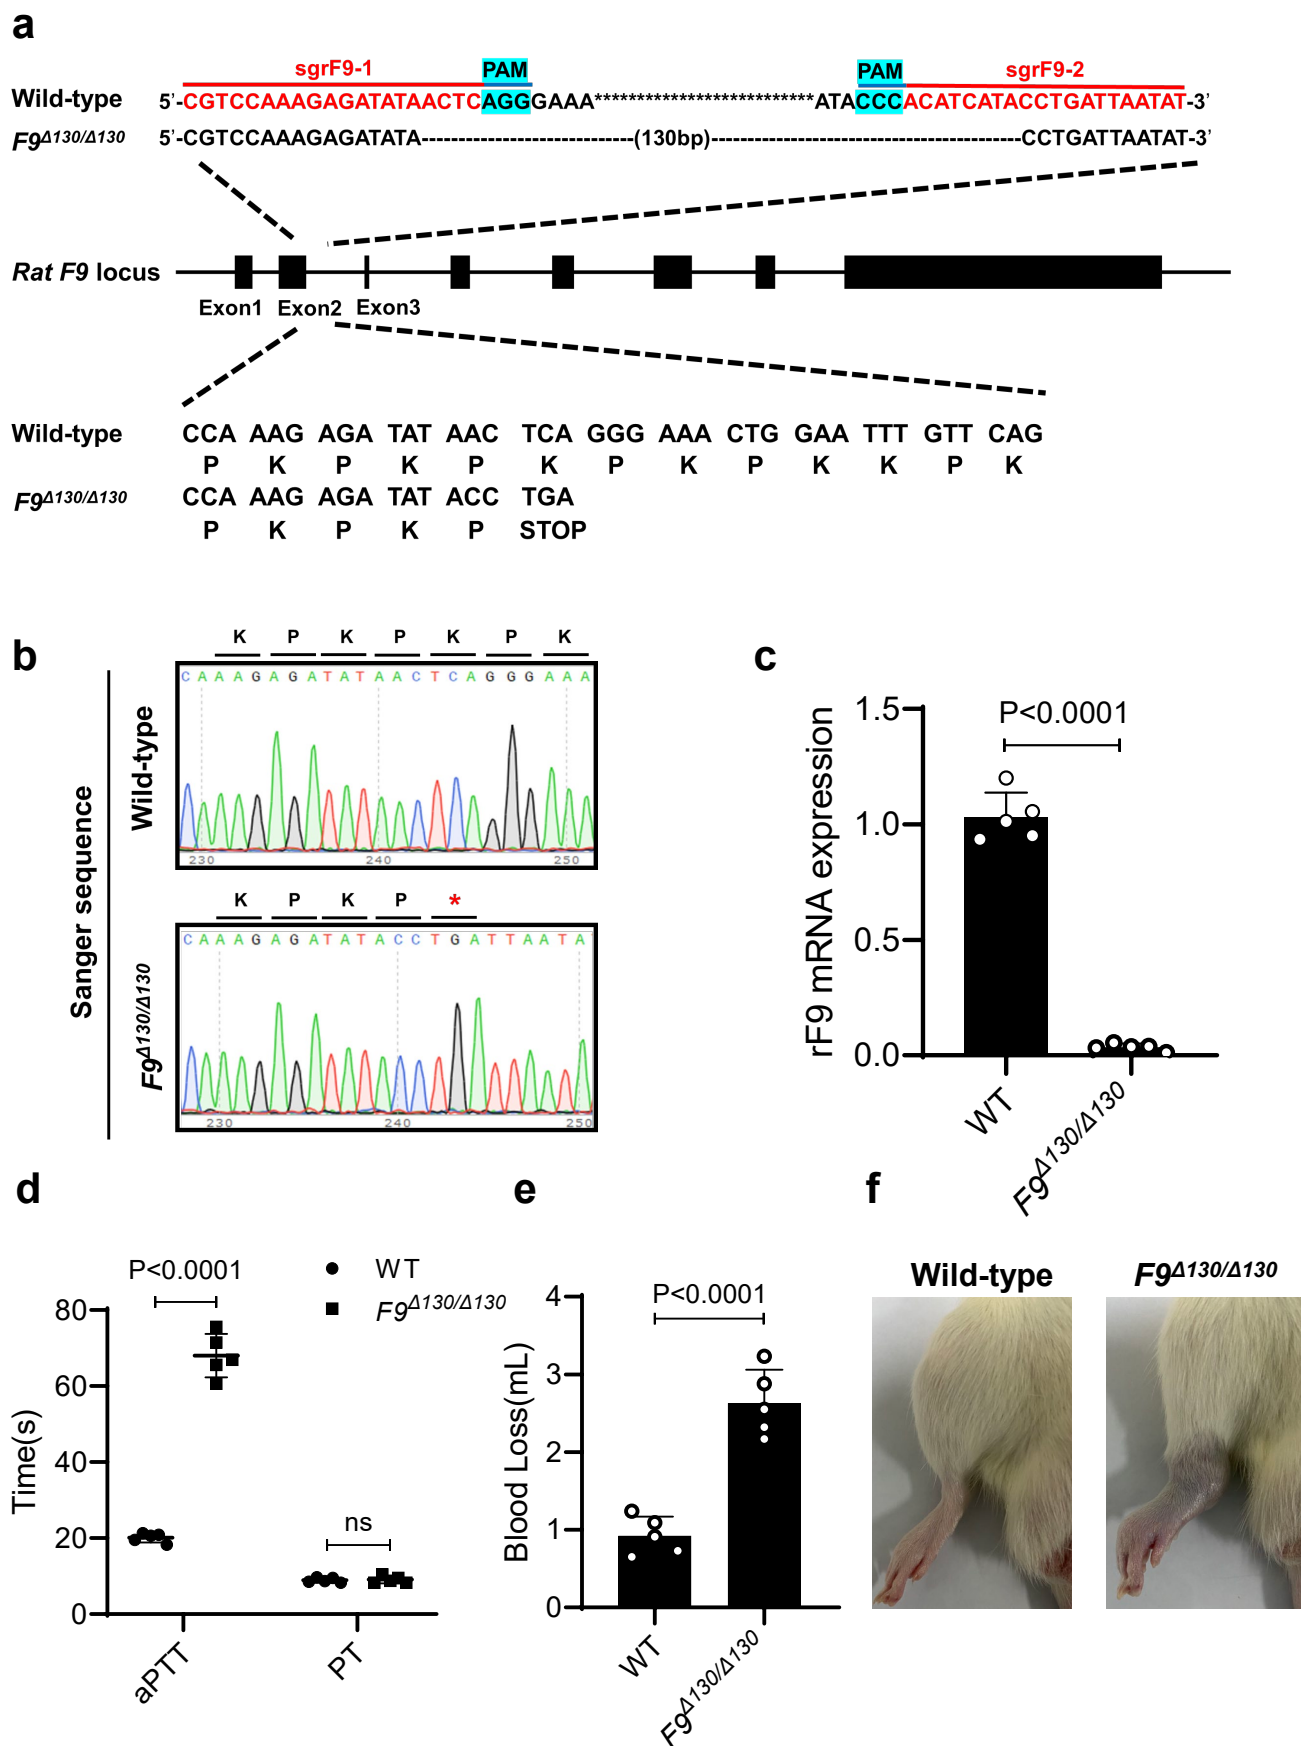 a
sgrF9-1 PAM PAM sgrF9-2
Wild-type 5'-CGTCCAAAGAGATATAACTCAGGGAAA**********************ATACCCACATCATACCTGATTAATAT-3'
F9Δ130/Δ130 5'-CGTCCAAAGAGATATA----------------------(130bp)--------------------------------CCTGATTAATAT-3'
Rat F9 locus
Exon1 Exon2 Exon3
Wild-type CCA AAG AGA TAT AAC TCA GGG AAA CTG GAA TTT GTT CAG
P K P K P K P K P K K P K
F9Δ130/Δ130 CCA AAG AGA TAT ACC TGA
P K P K P STOP
b
Sanger sequence
Wild-type
K P K P K P K
C A A A G A G A T A T A A C T C A G G G A A A
230 240 250
F9Δ130/Δ130
K P K P *
C A A A G A G A T A T A C C T G A T T A A T A
230 240 250
c
rF9 mRNA expression
1.5
1.0
0.5
0.0
P<0.0001
WT
F9Δ130/Δ130
d
P<0.0001
WT
F9Δ130/Δ130
Time(s)
80
60
40
20
0
ns
aPTT
PT
e
P<0.0001
Blood Loss(mL)
4
3
2
1
0
WT
F9Δ130/Δ130
f
Wild-type F9Δ130/Δ130